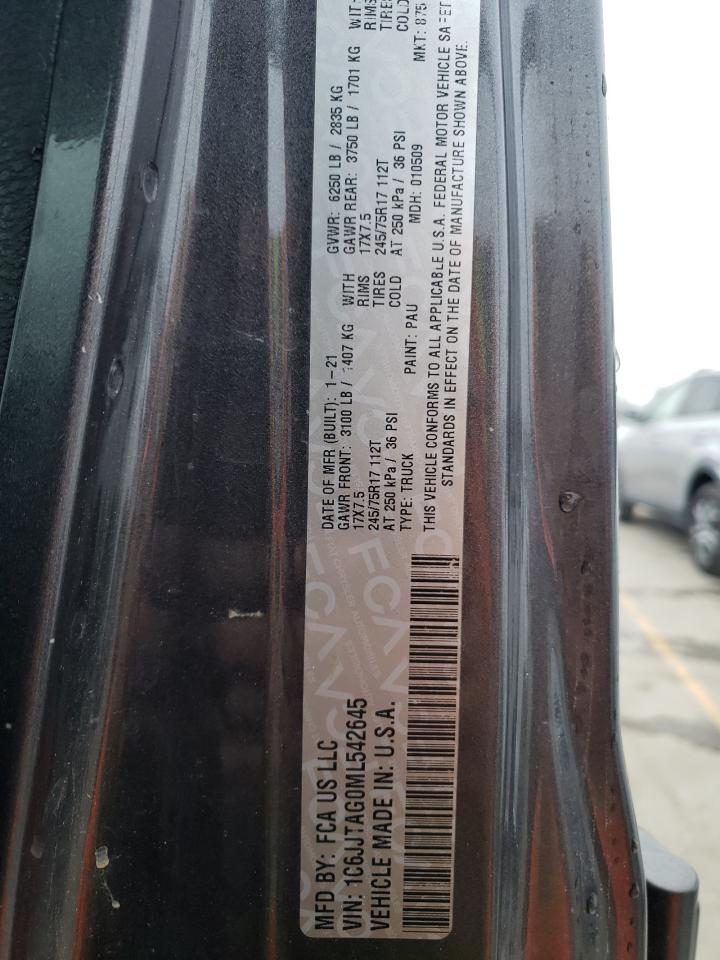 MFD BY: FCA US LLC
VIN: 1C6JJTAG0ML542645
VEHICLE MADE IN: U.S.A.
DATE OF MFR (BUILT): 1-21 GVWR: 6250 LB / 2835 KG
GAWR FRONT: 3100 LB / 1407 KG WITH GAWR REAR: 3750 LB / 1701 KG WITH
17X7.5 RIMS 17X7.5 RIMS
245/75R17 112T TIRES 245/75R17 112T TIRES
AT 250 kPa / 36 PSI COLD AT 250 kPa / 36 PSI COLD
TYPE: TRUCK PAINT: PAU MDH: 010509 MKT:
THIS VEHICLE CONFORMS TO ALL APPLICABLE U.S.A. FEDERAL MOTOR VEHICLE SAFET
STANDARDS IN EFFECT ON THE DATE OF MANUFACTURE SHOWN ABOVE.